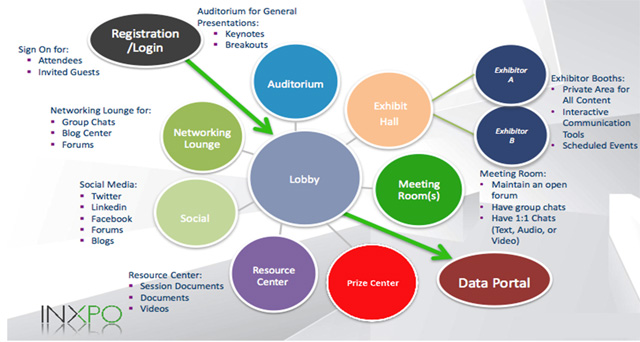 Registration
/Login
Sign On for:
• Attendees
• Invited Guests
Auditorium for General
Presentations:
• Keynotes
• Breakouts
Auditorium
Exhibit
Hall
Exhibitor
A
Exhibitor
B
Exhibitor Booths:
• Private Area for
All Content
• Interactive
Communication
Tools
• Scheduled Events
Networking Lounge for:
• Group Chats
• Blog Center
• Forums
Networking
Lounge
Lobby
Meeting
Room(s)
Meeting Room:
• Maintain an open
forum
• Have group chats
• Have 1:1 Chats
(Text, Audio, or
Video)
Social Media:
• Twitter
• Linkedin
• Facebook
• Forums
• Blogs
Social
Resource Center:
• Session Documents
• Documents
• Videos
Resource
Center
Prize Center
Data Portal
INXPO